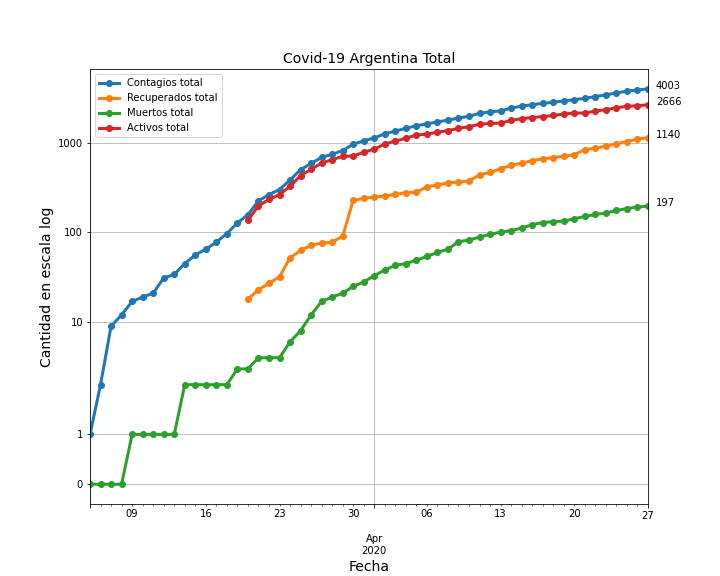 Covid-19 Argentina Total
Contagios total
Recuperados total
Muertos total
Activos total
4003
2666
1140
197
1000
100
10
1
0
Cantidad en escala log
09 16 23 30 06 13 20 27
Apr
2020
Fecha